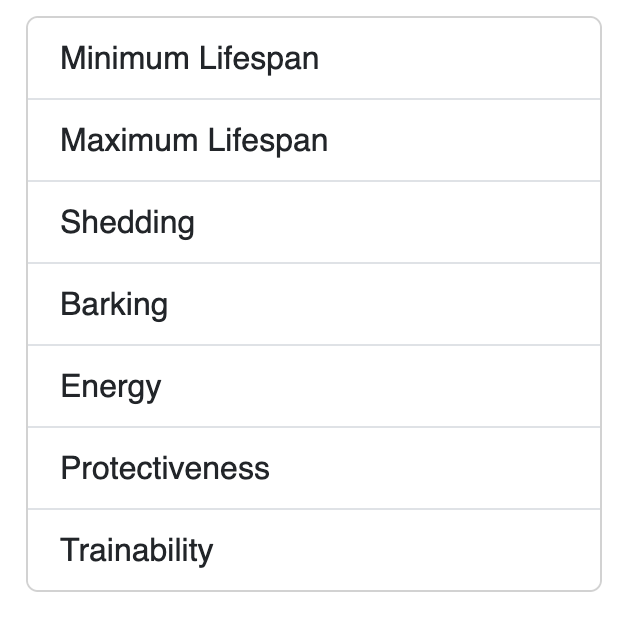 Minimum Lifespan
Maximum Lifespan
Shedding
Barking
Energy
Protectiveness
Trainability